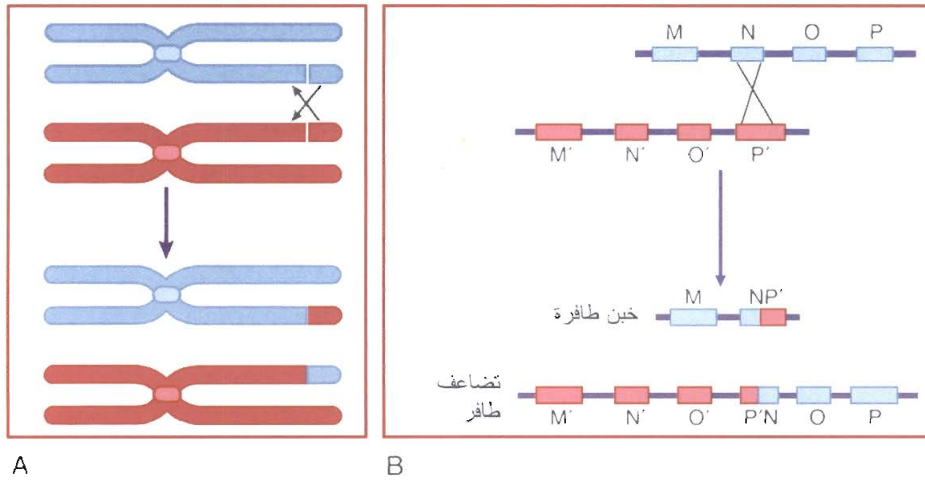 M N O P
M′ N′ O′ P′
M NP′
خبن طافرة
تضاعف
طافر
M′ N′ O′ P′N O P
A B